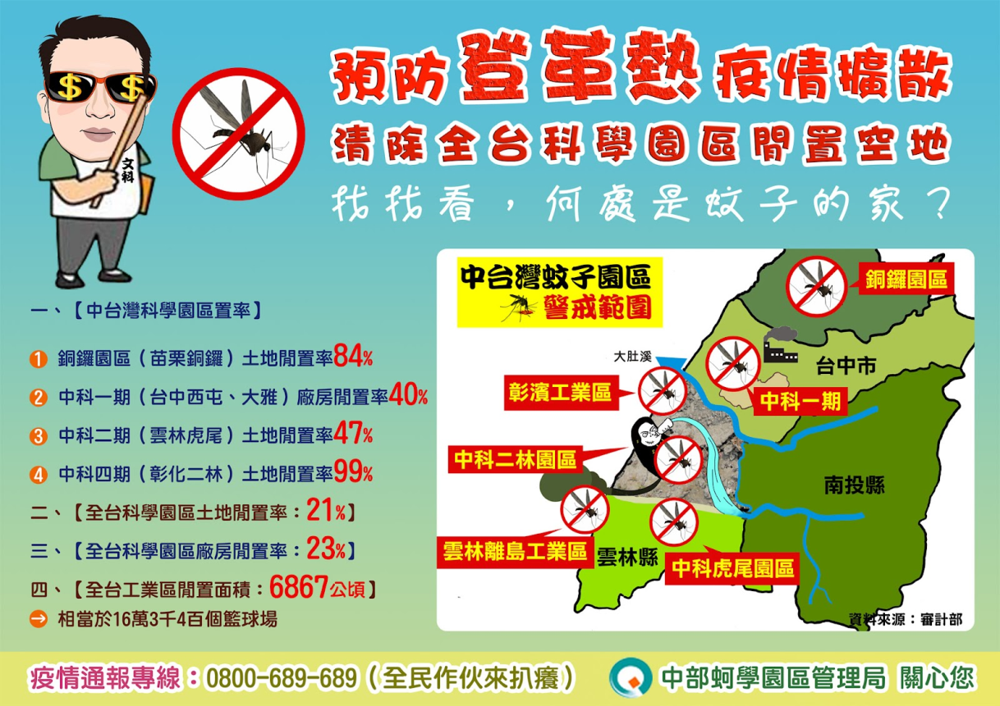 預防登革熱疫情擴散
清除全台科學園區閒置空地
找找看，何處是蚊子的家？
文科
一、【中台灣科學園區置率】
1 銅鑼園區（苗栗銅鑼）土地閒置率84%
2 中科一期（台中西屯、大雅）廠房閒置率40%
3 中科二期（雲林虎尾）土地閒置率47%
4 中科四期（彰化二林）土地閒置率99%
二、【全台科學園區土地閒置率：21%】
三、【全台科學園區廠房閒置率：23%】
四、【全台工業區閒置面積：6867公頃】
相當於16萬3千4百個籃球場
中台灣蚊子園區
警戒範圍
銅鑼園區
大肚溪
台中市
彰濱工業區
中科一期
中科二林園區
南投縣
雲林離島工業區
雲林縣
中科虎尾園區
資料來源：審計部
疫情通報專線：0800-689-689（全民作伙來扒癢）
中部蚵學園區管理局 關心您